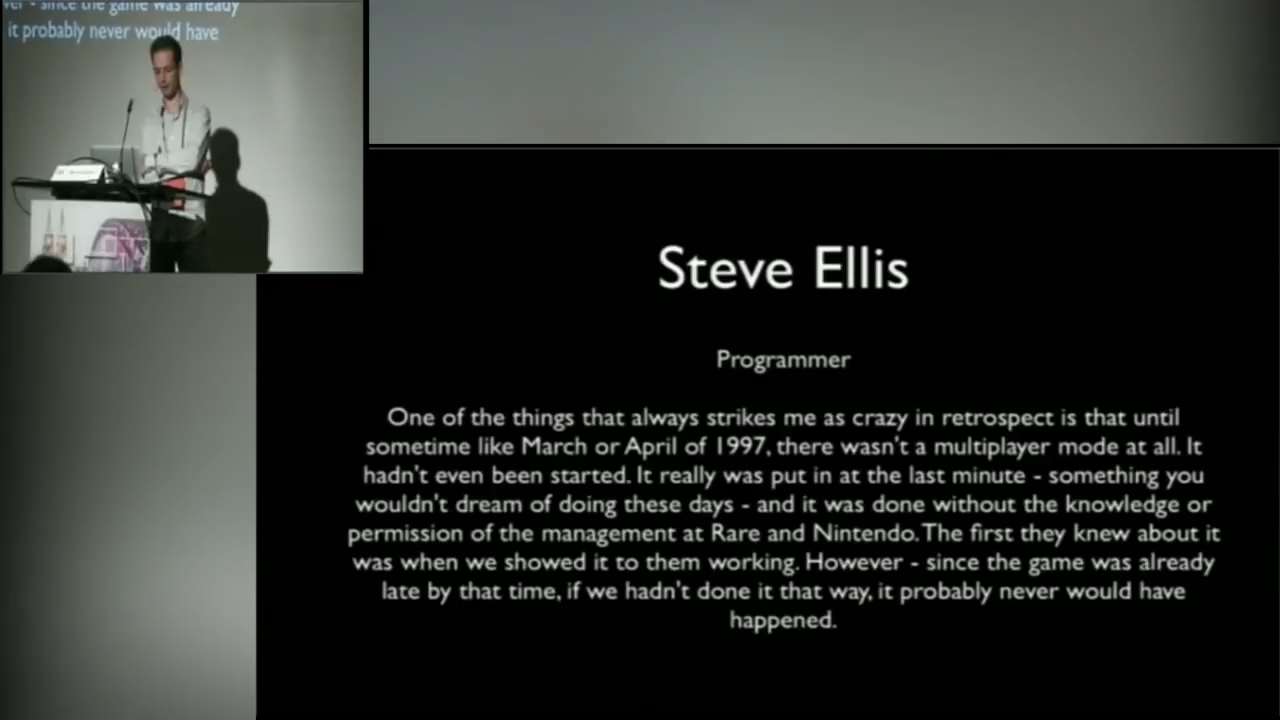 ver - since the game was already
it probably never would have
Steve Ellis
Programmer
One of the things that always strikes me as crazy in retrospect is that until
sometime like March or April of 1997, there wasn't a multiplayer mode at all. It
hadn't even been started. It really was put in at the last minute - something you
wouldn't dream of doing these days - and it was done without the knowledge or
permission of the management at Rare and Nintendo. The first they knew about it
was when we showed it to them working. However - since the game was already
late by that time, if we hadn't done it that way, it probably never would have
happened.